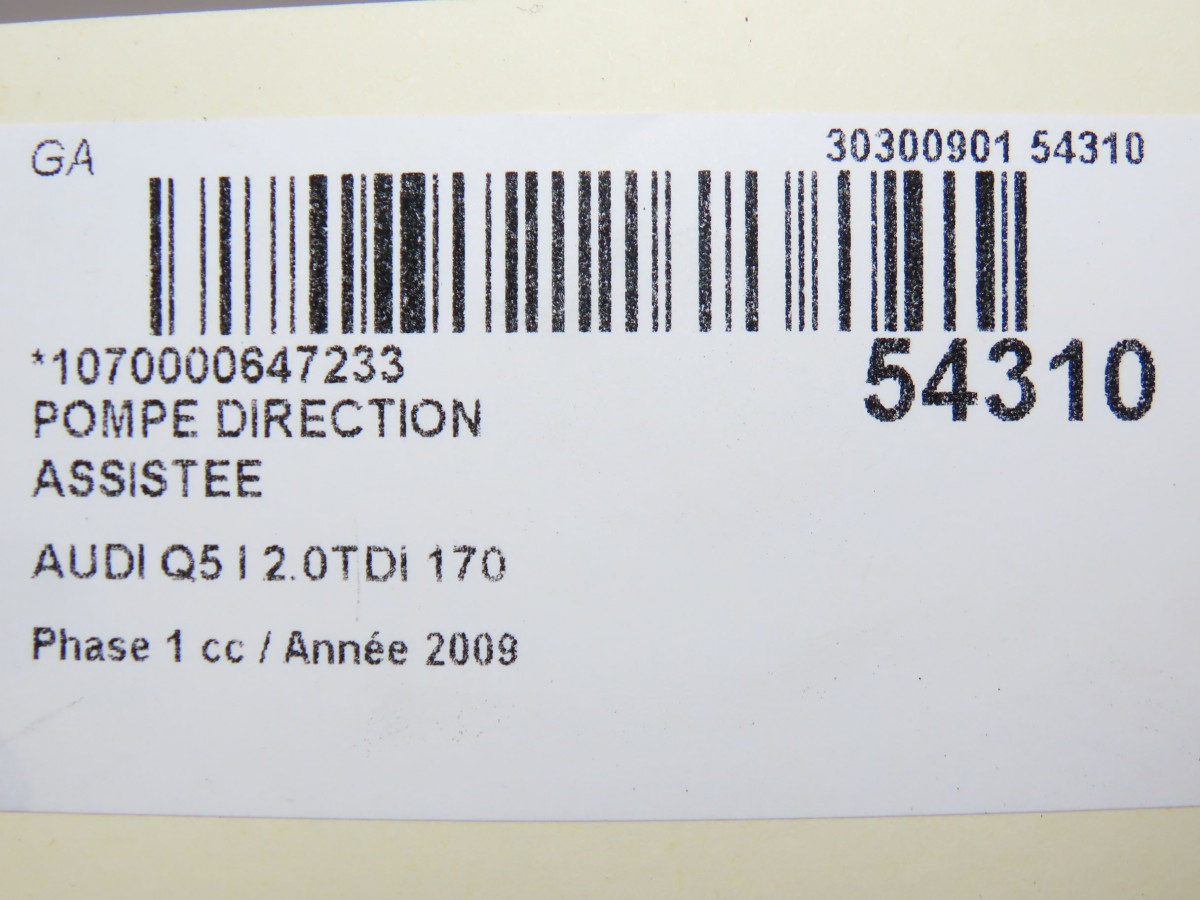 GA
30300901 54310
*1070000647233
54310
POMPE DIRECTION
ASSISTEE
AUDI Q5 I 2.0TDI 170
Phase 1 cc / Année 2009